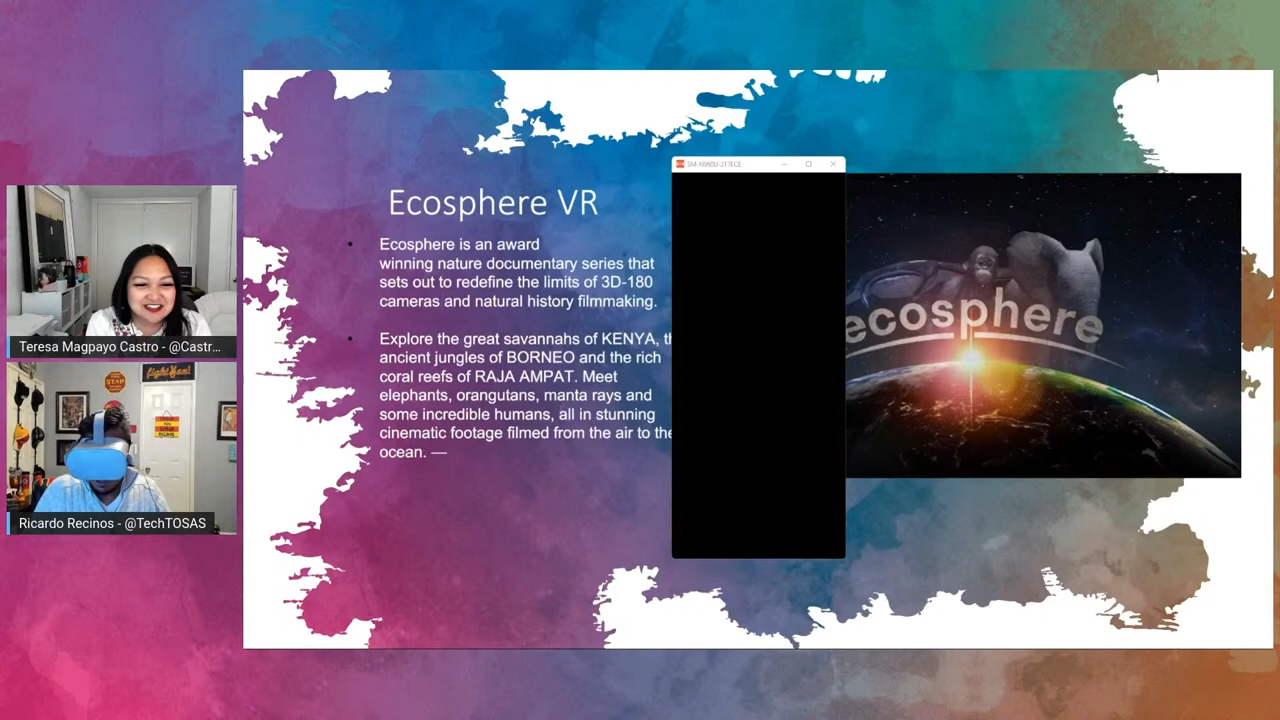 Ecosphere VR
• Ecosphere is an award
winning nature documentary series that
sets out to redefine the limits of 3D-180
cameras and natural history filmmaking.
• Explore the great savannahs of KENYA, th
ancient jungles of BORNEO and the rich
coral reefs of RAJA AMPAT. Meet
elephants, orangutans, manta rays and
some incredible humans, all in stunning
cinematic footage filmed from the air to the
ocean. —
ecosphere
Teresa Magpayo Castro - @Castr...
STOP
Ricardo Recinos - @TechTOSAS